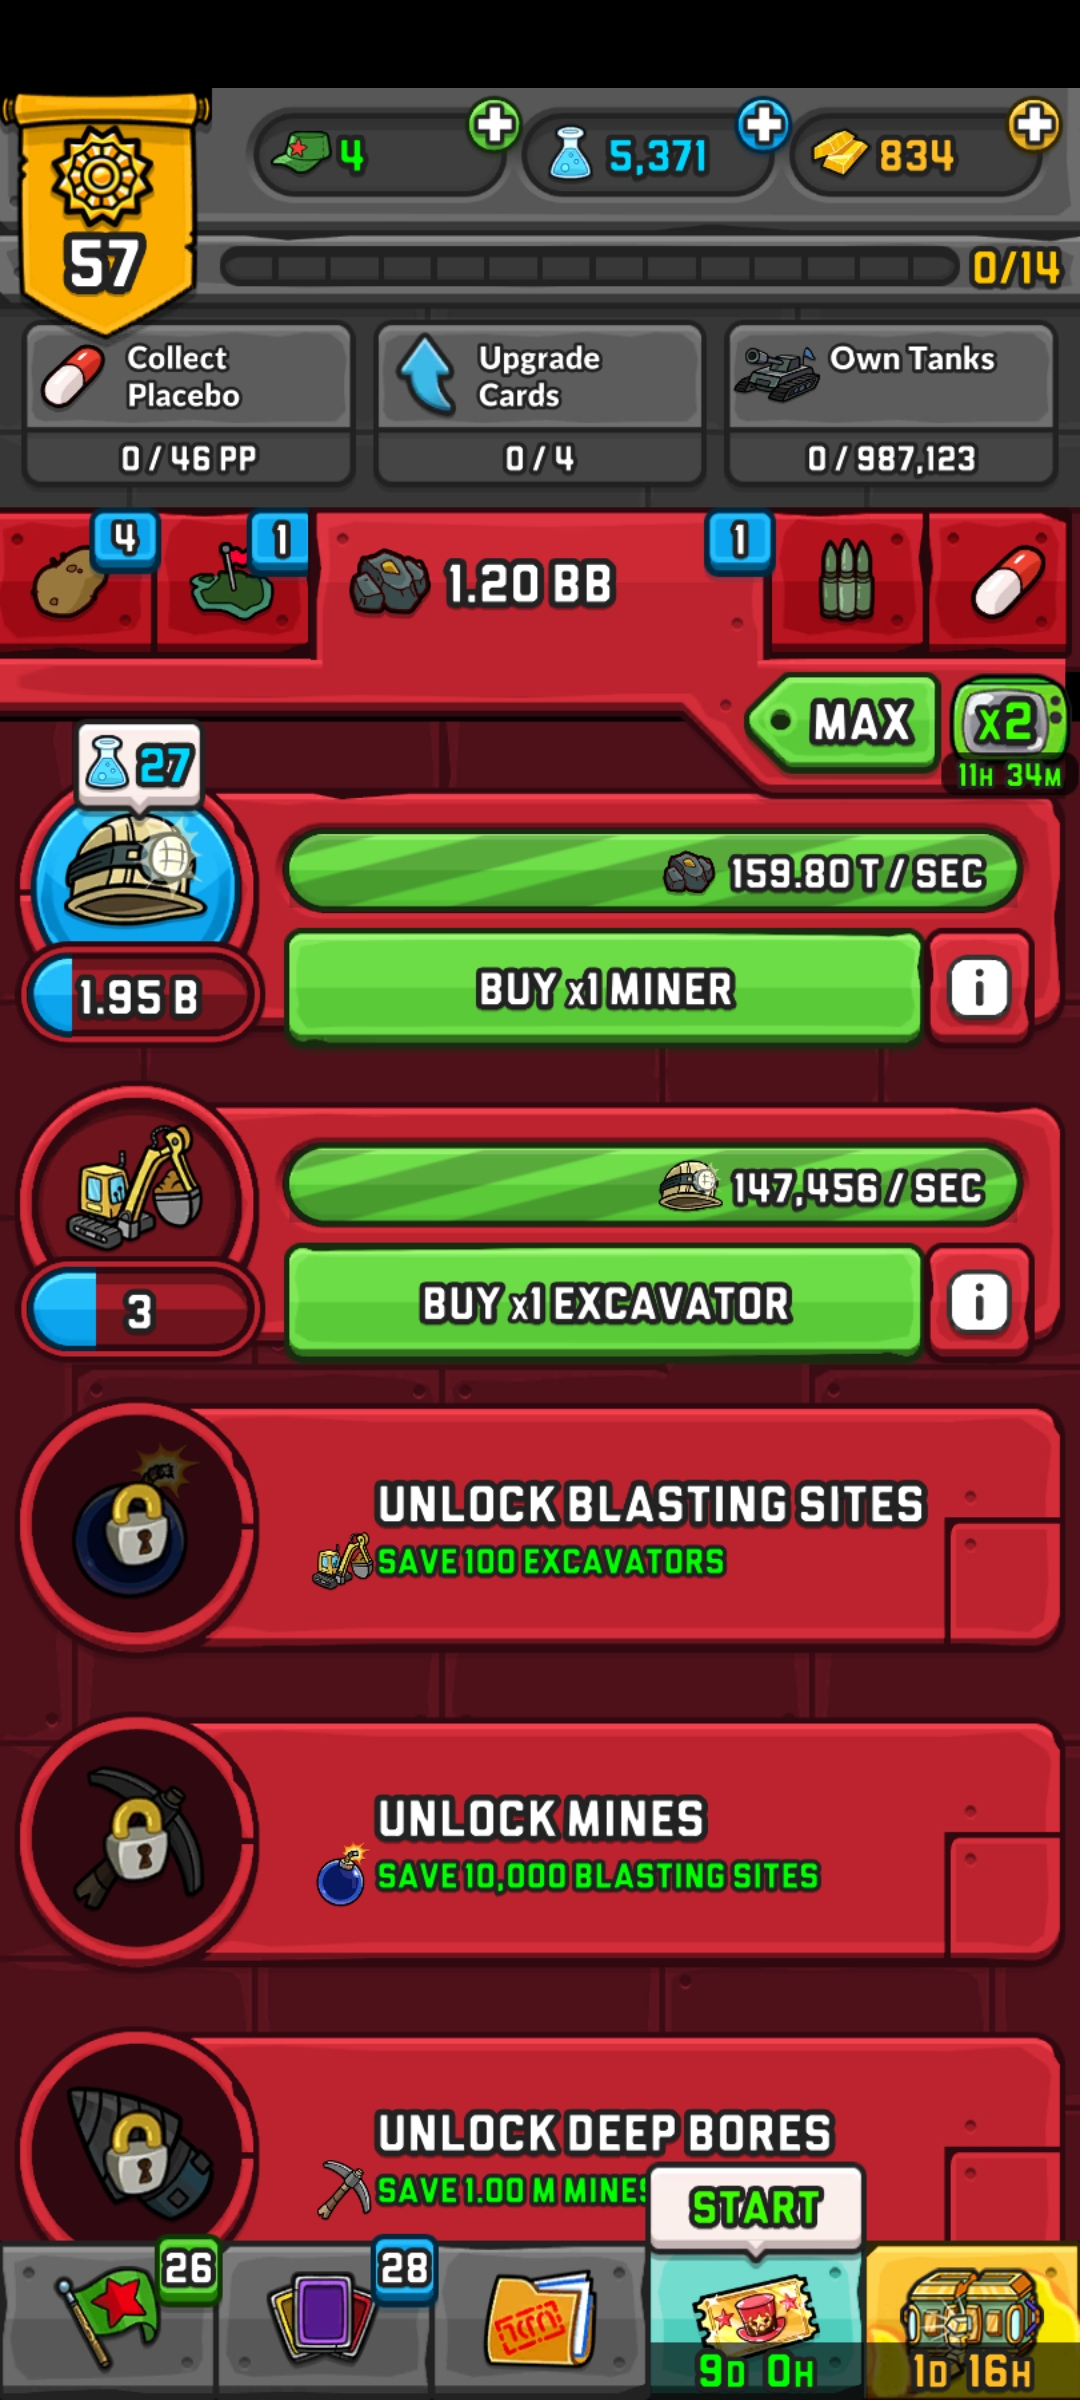 4
5,371
834
57
0/14
Collect
Placebo
Upgrade
Cards
Own Tanks
0 / 46 PP
0 / 4
0 / 987,123
4
1
1.20 BB
1
MAX
x2
11H 34M
27
159.80 T / SEC
1.95 B
BUY x1 MINER
i
147,456 / SEC
3
BUY x1 EXCAVATOR
i
UNLOCK BLASTING SITES
SAVE 100 EXCAVATORS
UNLOCK MINES
SAVE 10,000 BLASTING SITES
UNLOCK DEEP BORES
SAVE 1.00 M MINES
START
26
28
9D 0H
1D 16H